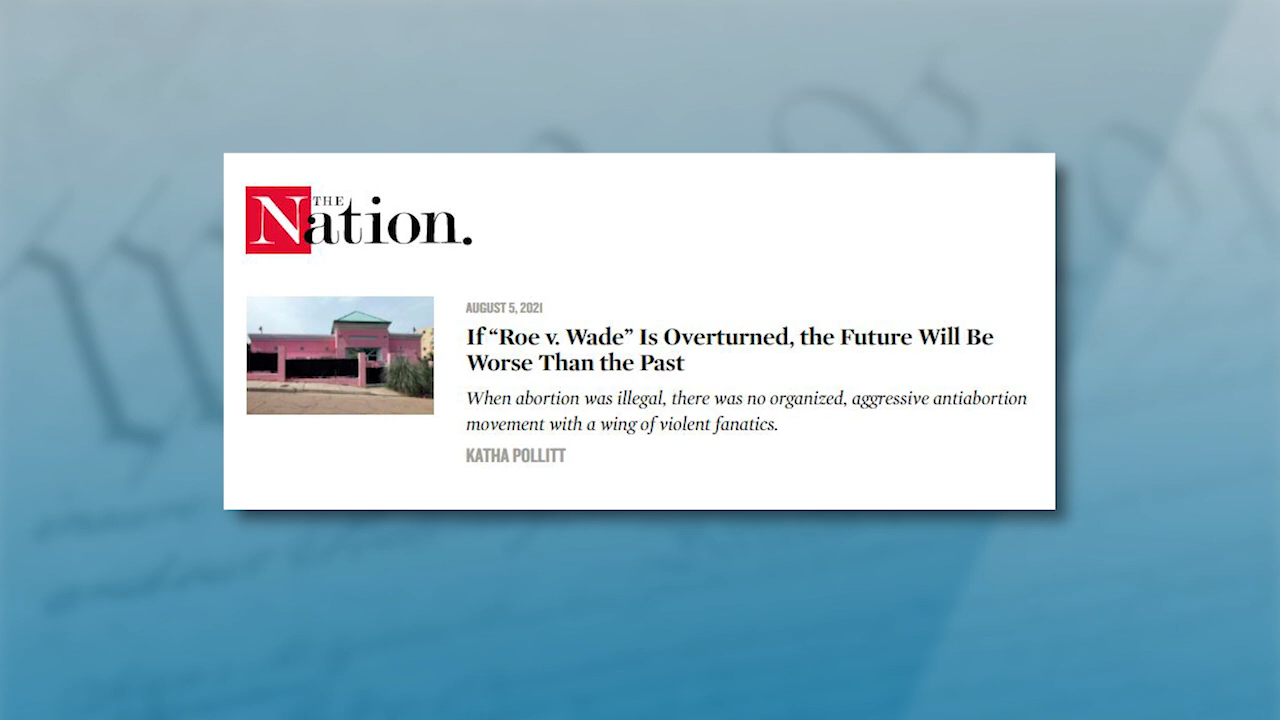 THE
Nation.
AUGUST 5, 2021
If “Roe v. Wade” Is Overturned, the Future Will Be
Worse Than the Past
When abortion was illegal, there was no organized, aggressive antiabortion
movement with a wing of violent fanatics.
KATHA POLLITT